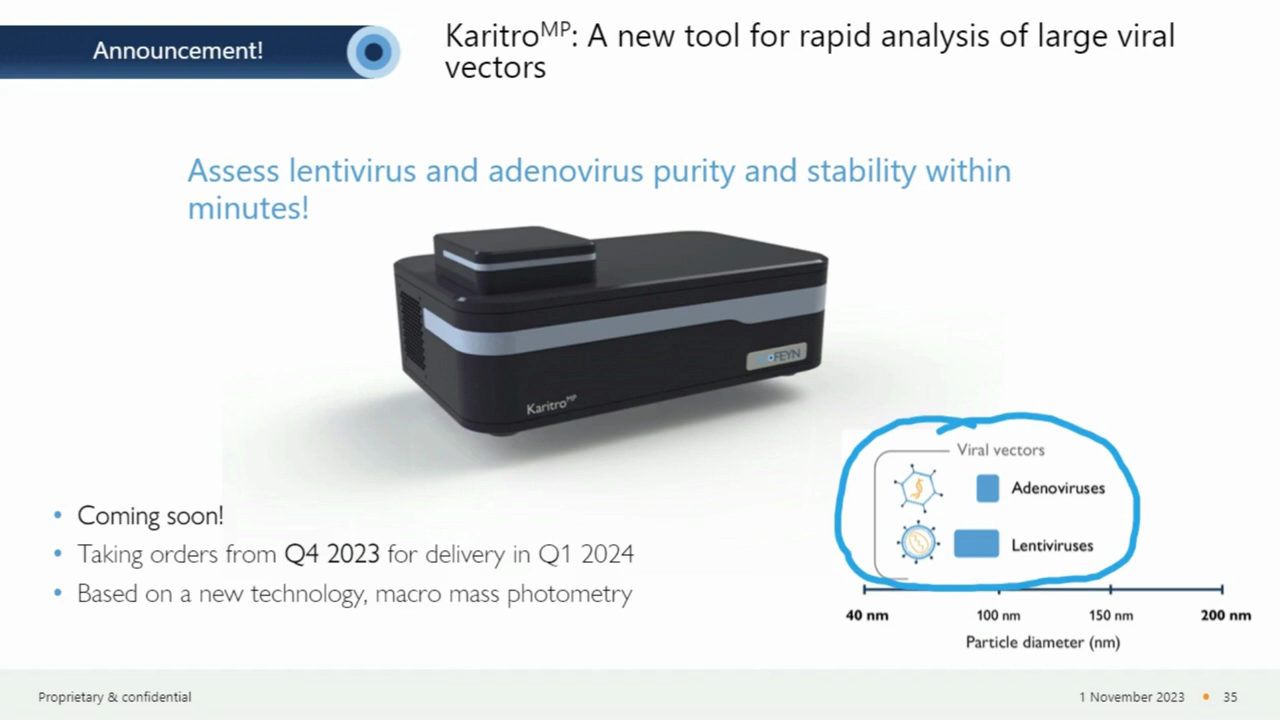 Announcement!
Karitroᴹᴾ: A new tool for rapid analysis of large viral
vectors
Assess lentivirus and adenovirus purity and stability within
minutes!
FEYN
Karitroᴹᴾ
Viral vectors
Adenoviruses
Lentiviruses
• Coming soon!
• Taking orders from Q4 2023 for delivery in Q1 2024
• Based on a new technology, macro mass photometry
40 nm 100 nm 150 nm 200 nm
Particle diameter (nm)
Proprietary & confidential
1 November 2023 • 35